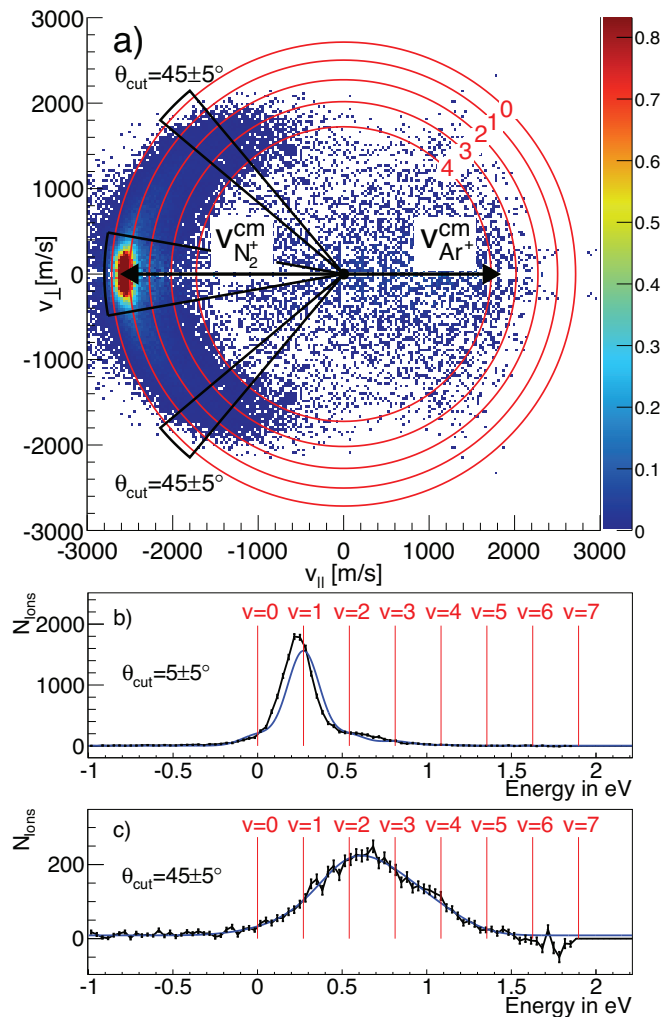 a)
θcut=45±5°
0
1
2
3
4
v^cm_N₂⁺
v^cm_Ar⁺
θcut=45±5°
v⊥[m/s]
3000
2000
1000
0
-1000
-2000
-3000
-3000 -2000 -1000 0 1000 2000 3000
v|| [m/s]
0.8
0.7
0.6
0.5
0.4
0.3
0.2
0.1
0
b)
v=0 v=1 v=2 v=3 v=4 v=5 v=6 v=7
θcut=5±5°
NIons
2000
1000
0
-1 -0.5 0 0.5 1 1.5 2
Energy in eV
c)
v=0 v=1 v=2 v=3 v=4 v=5 v=6 v=7
θcut=45±5°
NIons
200
0
-1 -0.5 0 0.5 1 1.5 2
Energy in eV